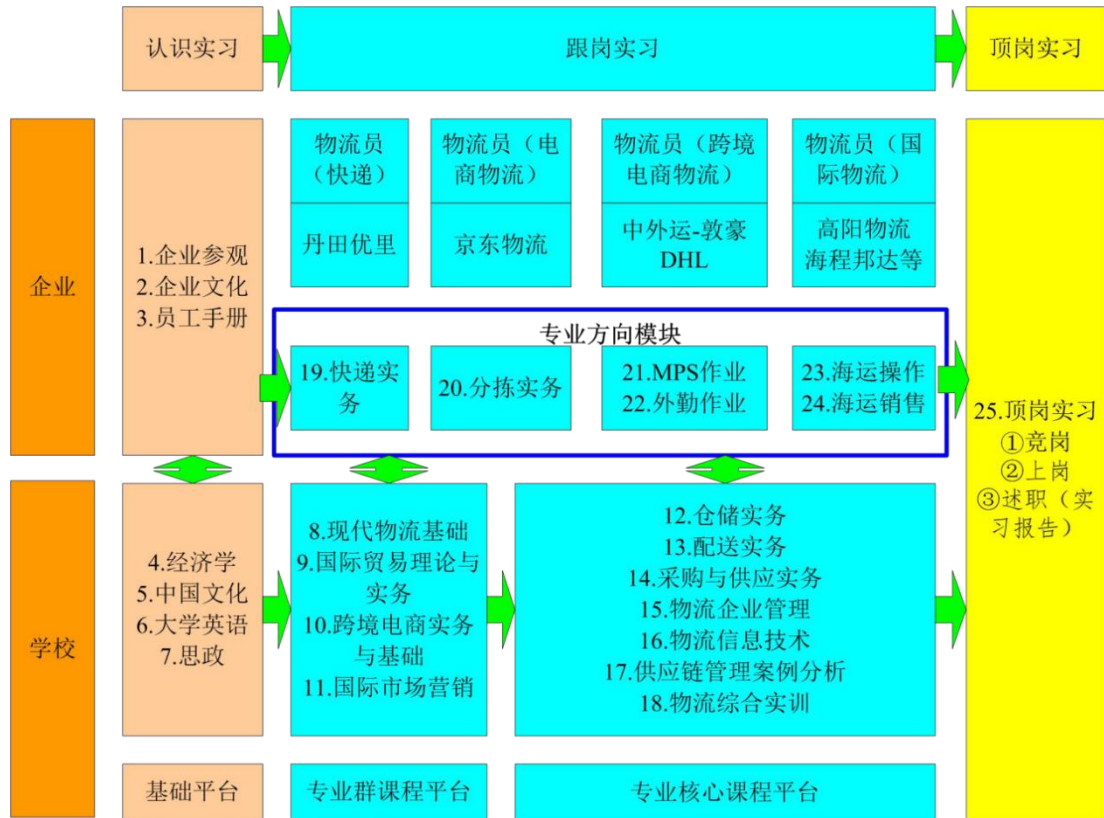 认识实习
跟岗实习
顶岗实习
企业
1.企业参观
2.企业文化
3.员工手册
物流员
（快递）
丹田优里
物流员（电
商物流）
京东物流
物流员（跨境
电商物流）
中外运-敦豪
DHL
物流员（国
际物流）
高阳物流
海程邦达等
专业方向模块
19.快递实
务
20.分拣实务
21.MPS作业
22.外勤作业
23.海运操作
24.海运销售
25.顶岗实习
①竞岗
②上岗
③述职（实
习报告）
学校
4.经济学
5.中国文化
6.大学英语
7.思政
8.现代物流基础
9.国际贸易理论与
实务
10.跨境电商实务
与基础
11.国际市场营销
12.仓储实务
13.配送实务
14.采购与供应实务
15.物流企业管理
16.物流信息技术
17.供应链管理案例分析
18.物流综合实训
基础平台
专业群课程平台
专业核心课程平台